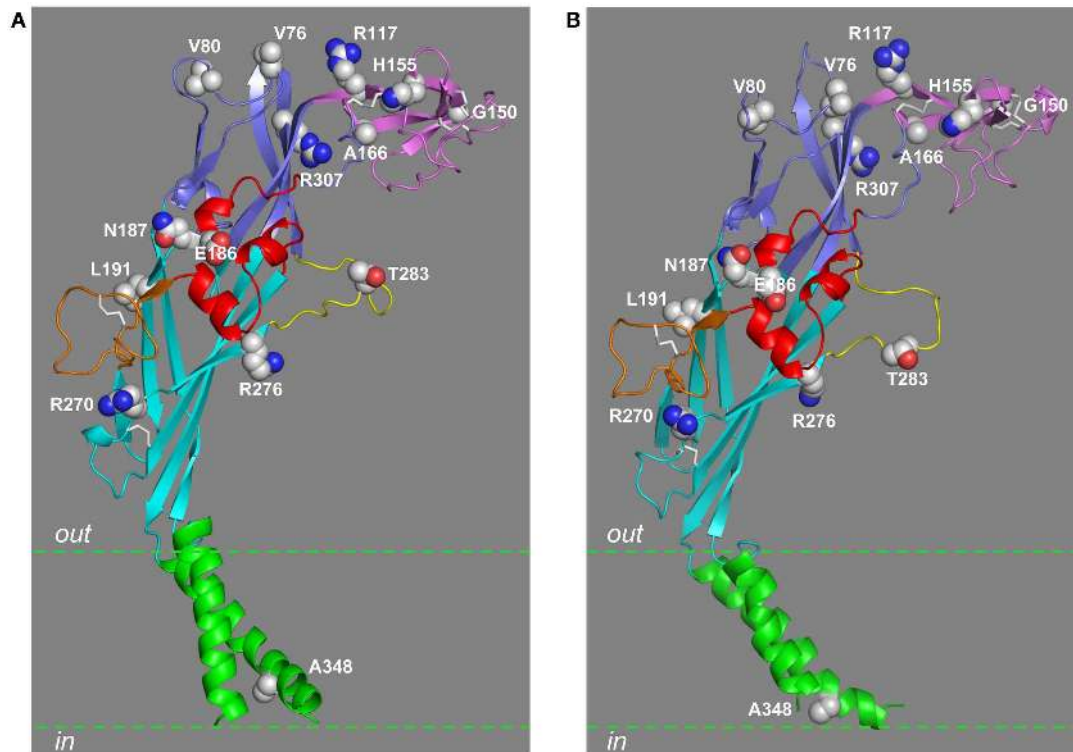 A
V80
V76
R117
H155
G150
A166
R307
N187
E186
L191
T283
R276
R270
out
A348
in
B
R117
V76
V80
H155
G150
A166
R307
N187
E186
L191
T283
R276
R270
out
A348
in